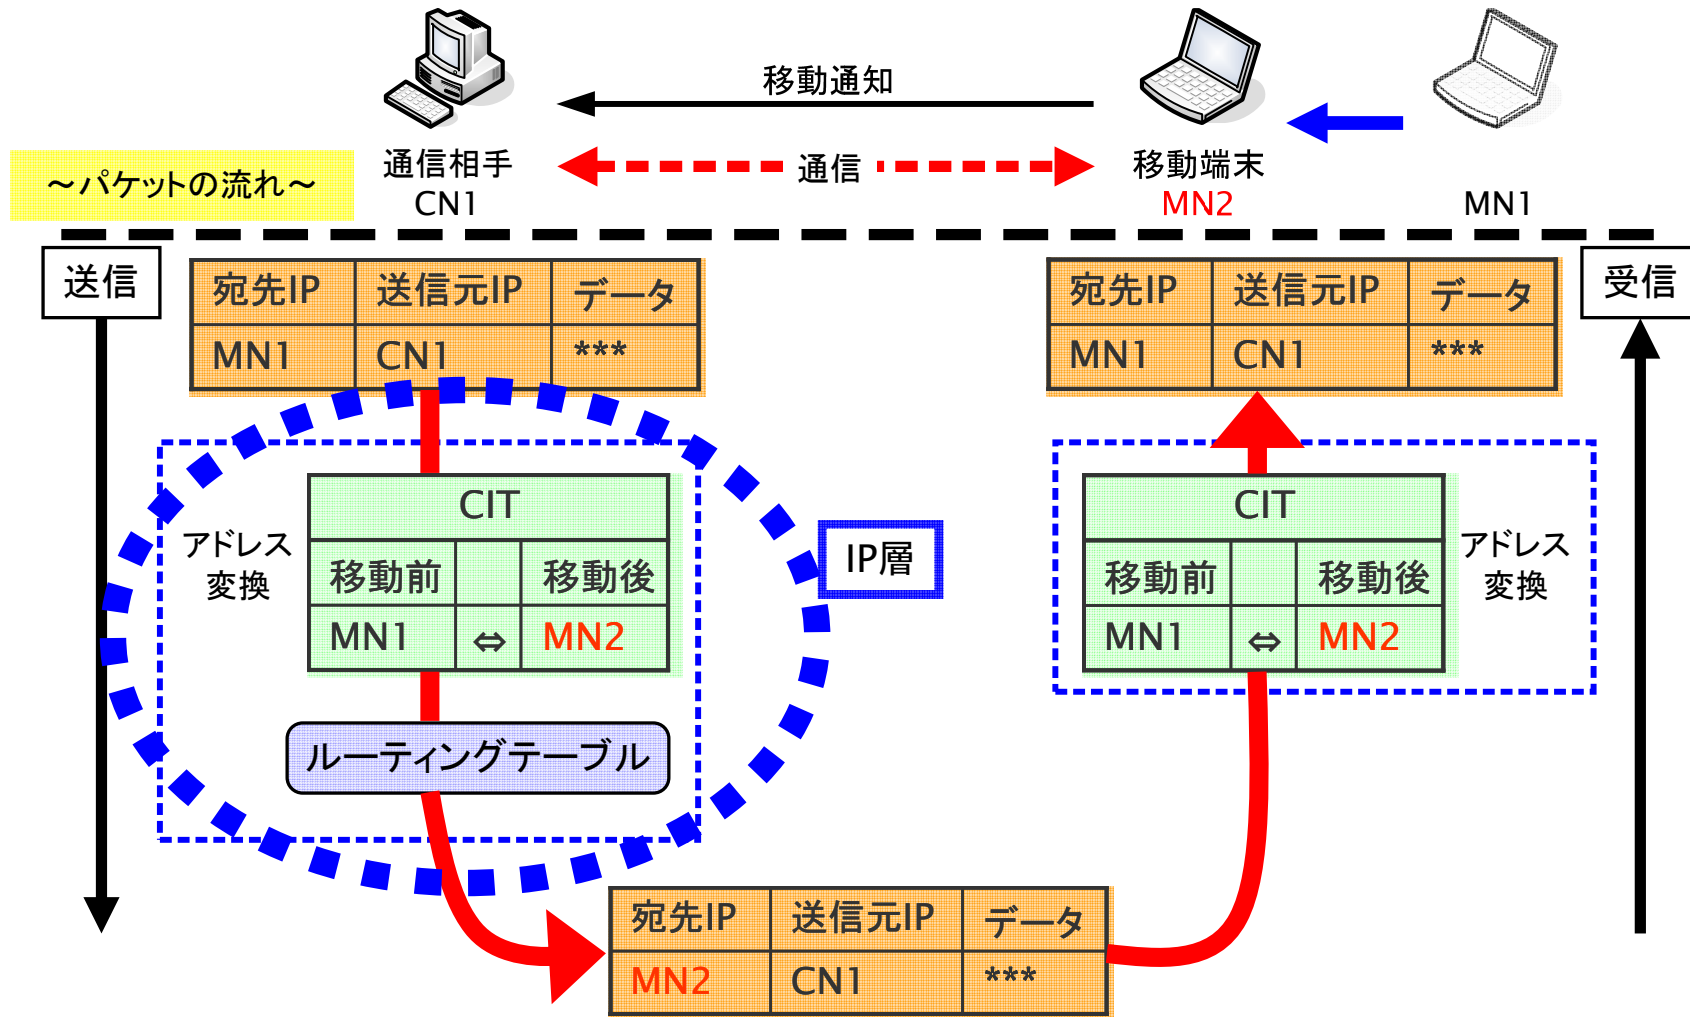 移動通知
通信相手
CN1
通信
移動端末
MN2
MN1
～パケットの流れ～
送信
受信
宛先IP 送信元IP データ
MN1 CN1 ***
宛先IP 送信元IP データ
MN1 CN1 ***
アドレス
変換
CIT
移動前 移動後
MN1 ⇔ MN2
ルーティングテーブル
IP層
CIT
移動前 移動後
MN1 ⇔ MN2
アドレス
変換
宛先IP 送信元IP データ
MN2 CN1 ***